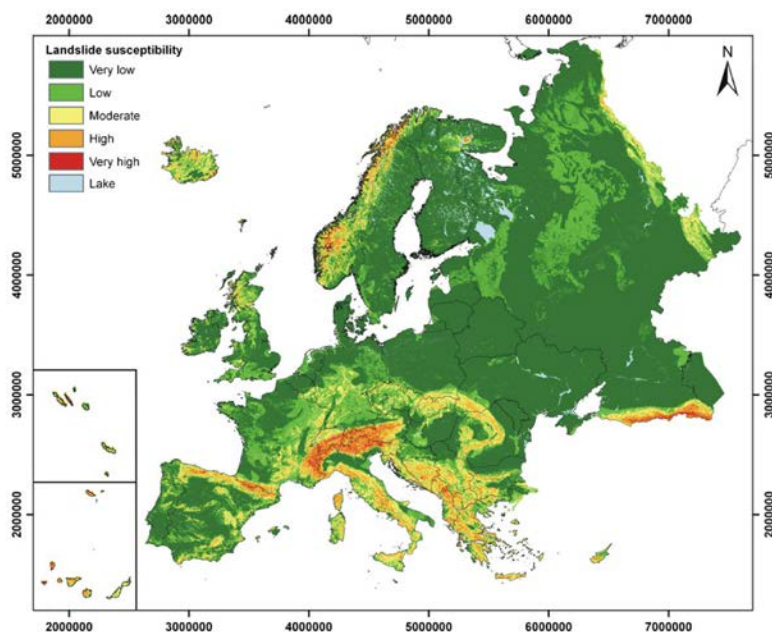 2000000 3000000 4000000 5000000 6000000 7000000
Landslide susceptibility
Very low
Low
Moderate
High
Very high
Lake
N
5000000 5000000
4000000 4000000
3000000 3000000
2000000 2000000
2000000 3000000 4000000 5000000 6000000 7000000